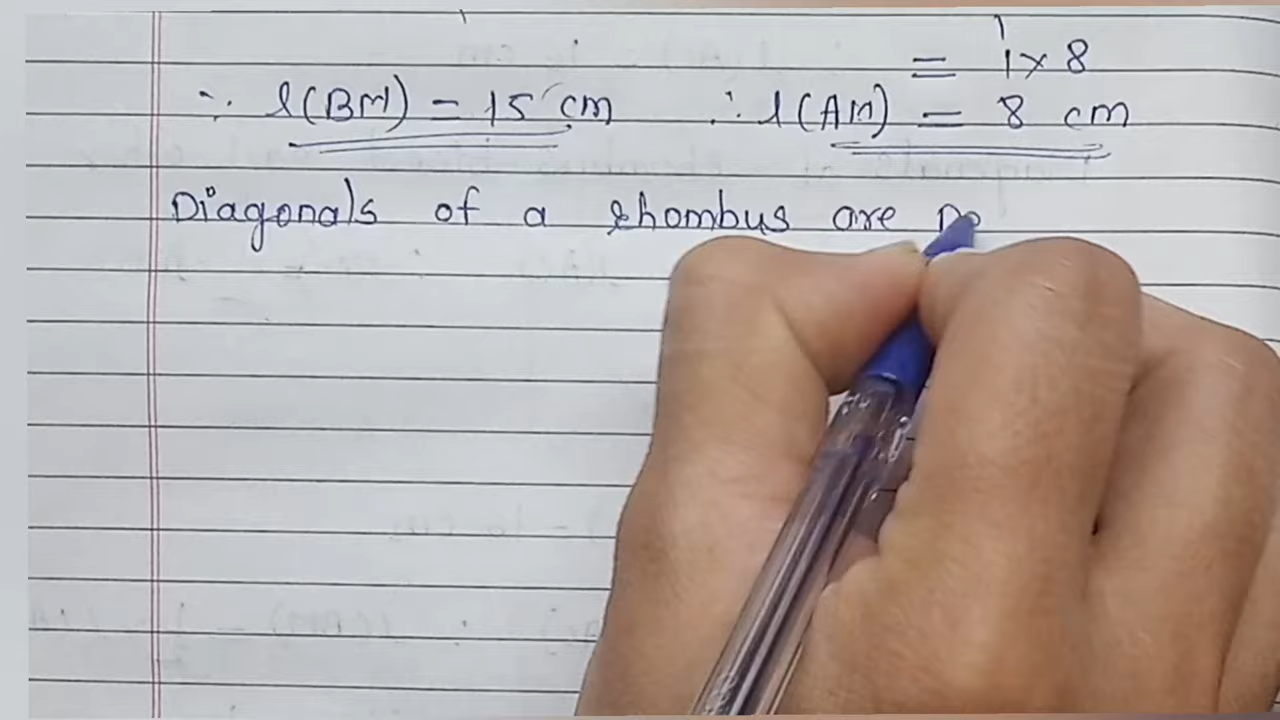 = 1 × 8
∴ l(BM) = 15 cm ∴ l(AM) = 8 cm
Diagonals of a rhombus are